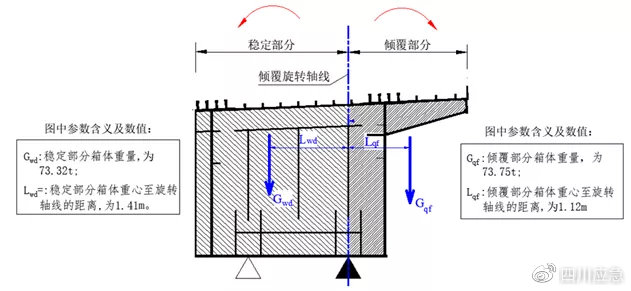 稳定部分
倾覆部分
倾覆旋转轴线
图中参数含义及数值:
Gwd:稳定部分箱体重量,为
73.32t;
Lwd=:稳定部分箱体重心至旋转
轴线的距离,为1.41m。
Lwd
Lqf
Gwd
Gqf
图中参数含义及数值:
Gqf:倾覆部分箱体重量, 为
73.75t;
Lqf:倾覆部分箱体重心至旋转
轴线的距离,为1.12m
四川应急